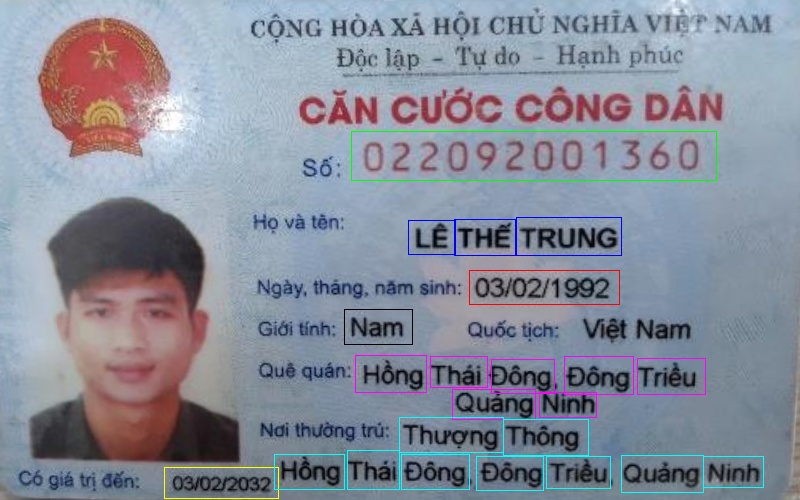 CỘNG HÒA XÃ HỘI CHỦ NGHĨA VIỆT NAM
Độc lập - Tự do - Hạnh phúc
CĂN CƯỚC CÔNG DÂN
Số: 022092001360
Họ và tên: LÊ THẾ TRUNG
Ngày, tháng, năm sinh: 03/02/1992
Giới tính: Nam Quốc tịch: Việt Nam
Quê quán: Hồng Thái Đông, Đông Triều
Quảng Ninh
Nơi thường trú: Thượng Thông
Có giá trị đến: 03/02/2032 Hồng Thái Đông, Đông Triều, Quảng Ninh